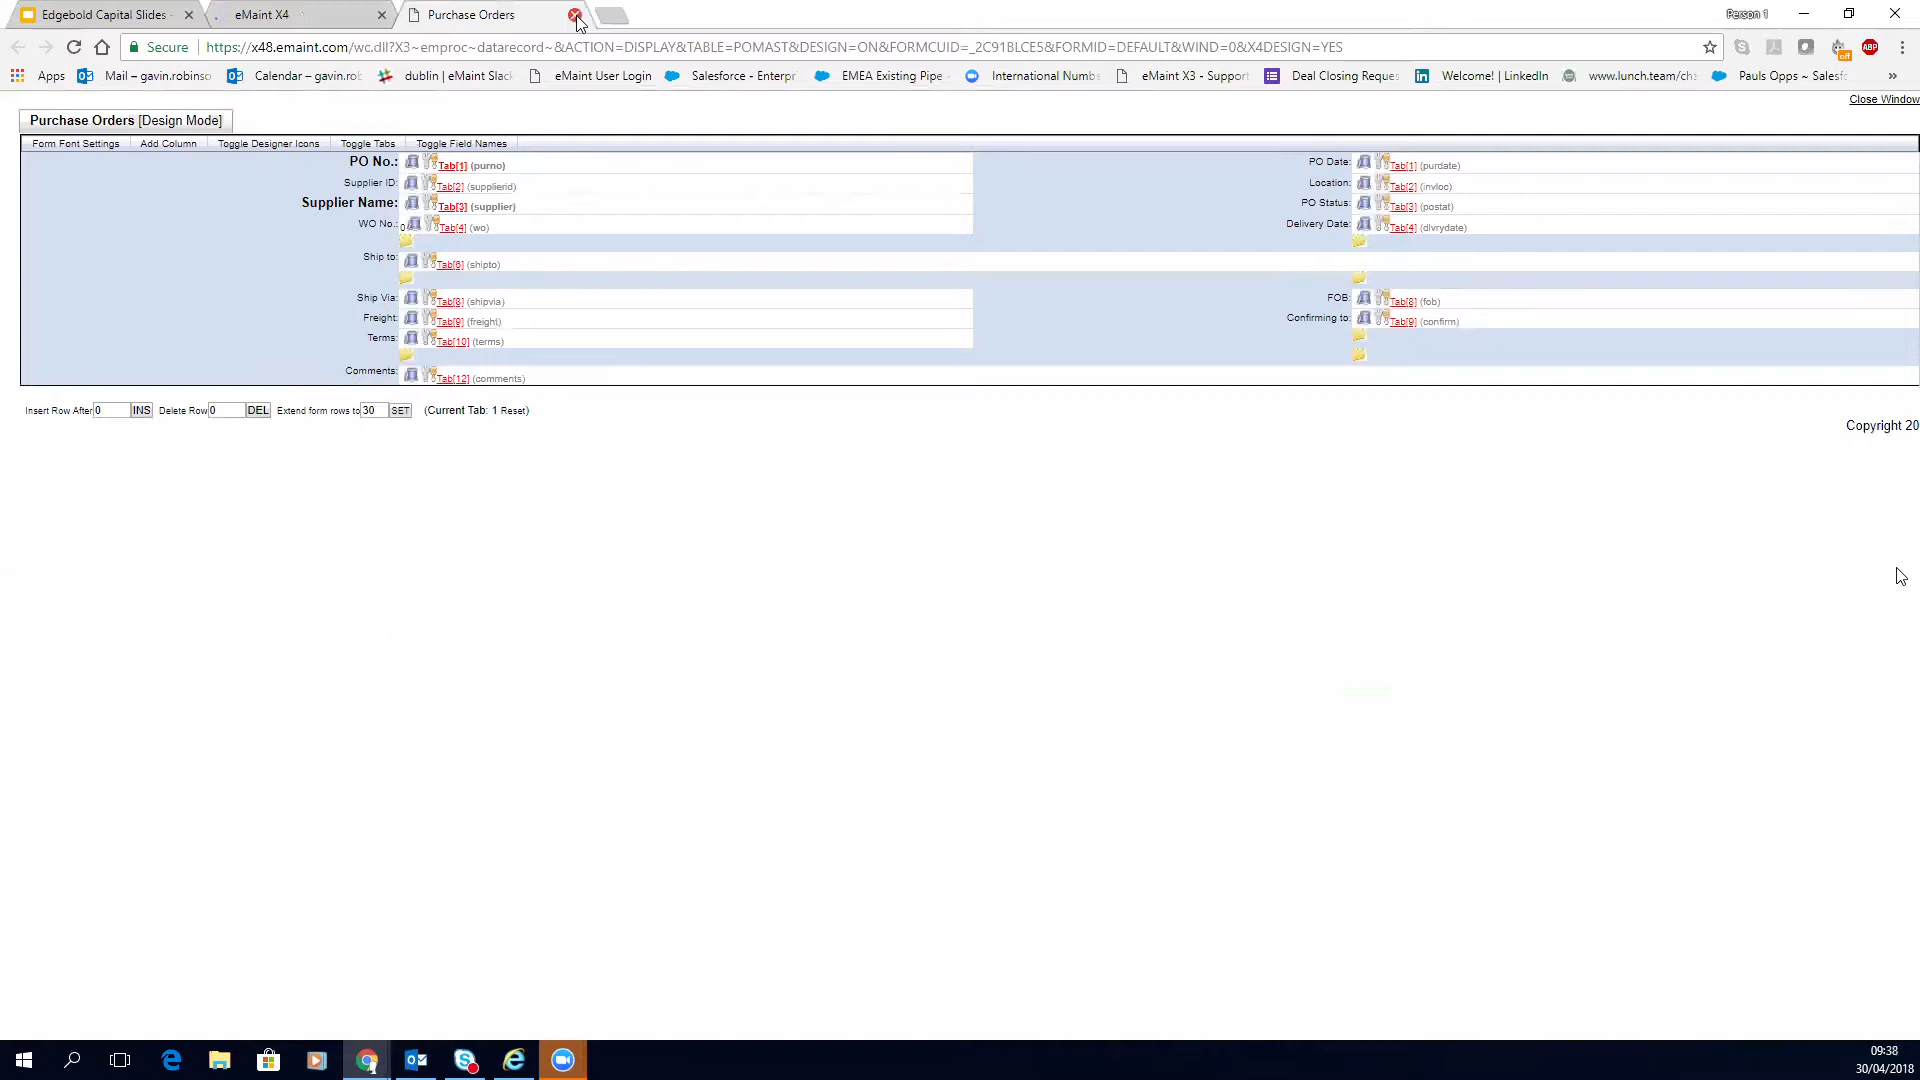 Edgebold Capital Slides - eMaint X4 Purchase Orders Person 1
Secure https://x48.emaint.com/wc.dll?X3~emproc~datarecord~&ACTION=DISPLAY&TABLE=POMAST&DESIGN=ON&FORMCUID=_2C91BLCE5&FORMID=DEFAULT&WIND=0&X4DESIGN=YES ABP
Apps Mail – gavin.robinso Calendar – gavin.rob dublin | eMaint Slack eMaint User Login Salesforce - Enterpr EMEA Existing Pipe International Numb eMaint X3 - Support Deal Closing Reque Welcome! | LinkedIn www.lunch.team/ch Pauls Opps ~ Salesf »
off
Close Window
Purchase Orders [Design Mode]
Form Font Settings Add Column Toggle Designer Icons Toggle Tabs Toggle Field Names
PO No.: Tab[1] (purno) PO Date: Tab[1] (purdate)
Supplier ID: Tab[2] (supplierid) Location: Tab[2] (invloc)
Supplier Name: Tab[3] (supplier) PO Status: Tab[3] (postat)
WO No.: 0 Tab[4] (wo) Delivery Date: Tab[4] (dlvrydate)
Ship to: Tab[6] (shipto)
Ship Via: Tab[8] (shipvia) FOB: Tab[8] (fob)
Freight: Tab[9] (freight) Confirming to: Tab[9] (confirm)
Terms: Tab[10] (terms)
Comments: Tab[12] (comments)
Insert Row After 0 INS Delete Row 0 DEL Extend form rows to 30 SET (Current Tab: 1 Reset)
Copyright 20
09:38
30/04/2018